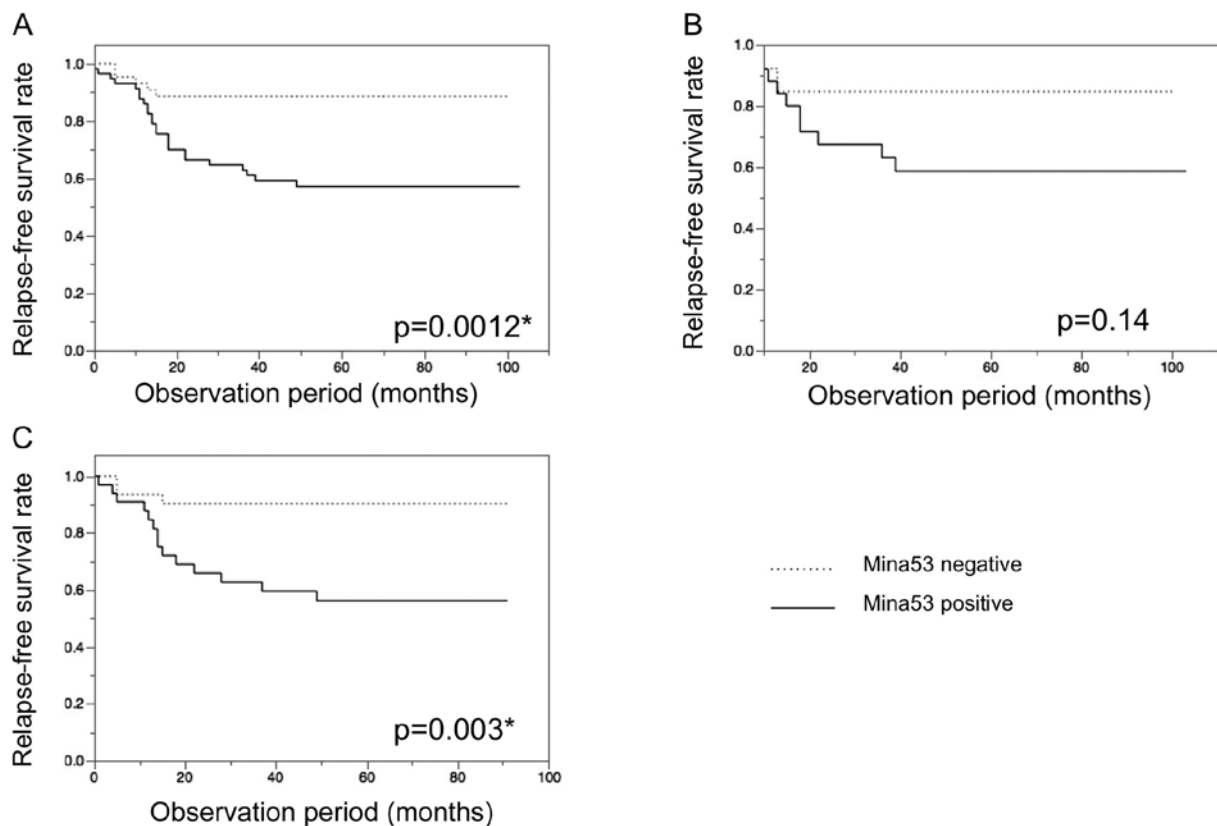 A
Relapse-free survival rate
1.0
0.8
0.6
0.4
0.2
0.0
p=0.0012*
0 20 40 60 80 100
Observation period (months)
B
Relapse-free survival rate
1.0
0.8
0.6
0.4
0.2
0.0
p=0.14
20 40 60 80 100
Observation period (months)
C
Relapse-free survival rate
1.0
0.8
0.6
0.4
0.2
0.0
p=0.003*
0 20 40 60 80 100
Observation period (months)
Mina53 negative
Mina53 positive